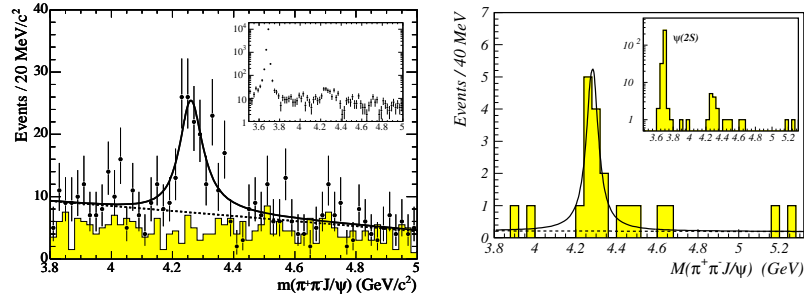 Events / 20 MeV/c²
40
30
20
10
0
3.8 4 4.2 4.4 4.6 4.8 5
m(π⁺π⁻J/ψ) (GeV/c²)
10⁴
10³
10²
10
1
3.6 3.8 4 4.2 4.4 4.6 4.8 5
Events / 40 MeV
7
6
5
4
3
2
1
0
3.8 4 4.2 4.4 4.6 4.8 5 5.2
M(π⁺π⁻J/ψ) (GeV)
ψ(2S)
10²
10
1
3.6 3.8 4 4.2 4.4 4.6 4.8 5 5.2